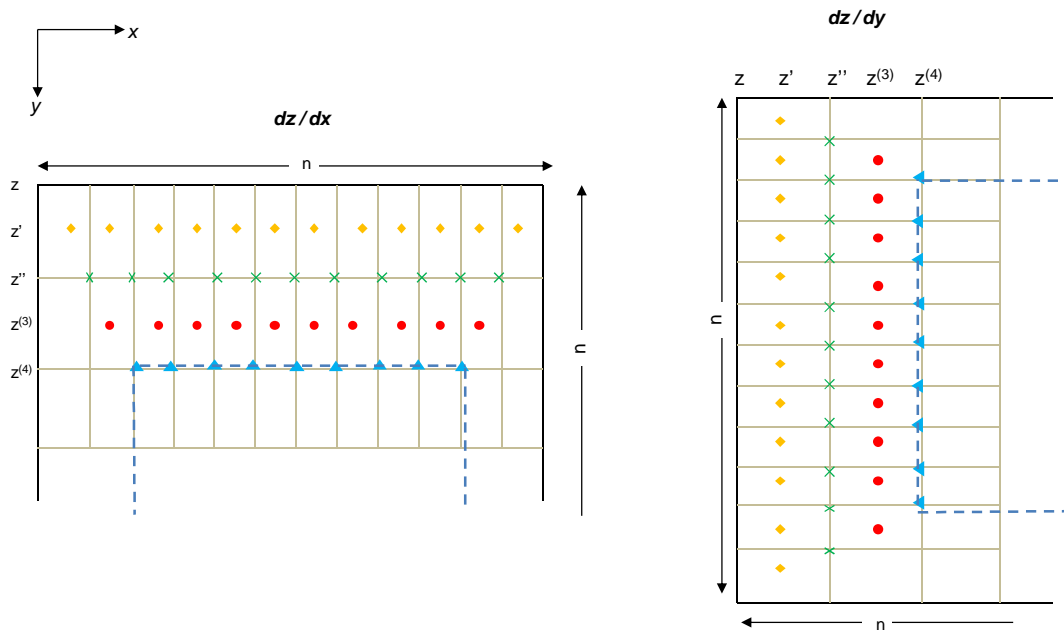 x
y
dz/dx
n
z
z'
z''
z(3)
z(4)
n
dz/dy
z z' z'' z(3) z(4)
n
n